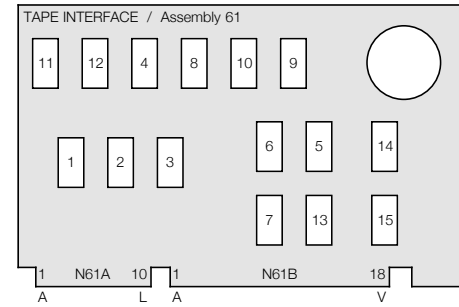 TAPE INTERFACE / Assembly 61
11 12 4 8 10 9
1 2 3 6 5 14
7 13 15
1 N61A 10 1 N61B 18
A L A V